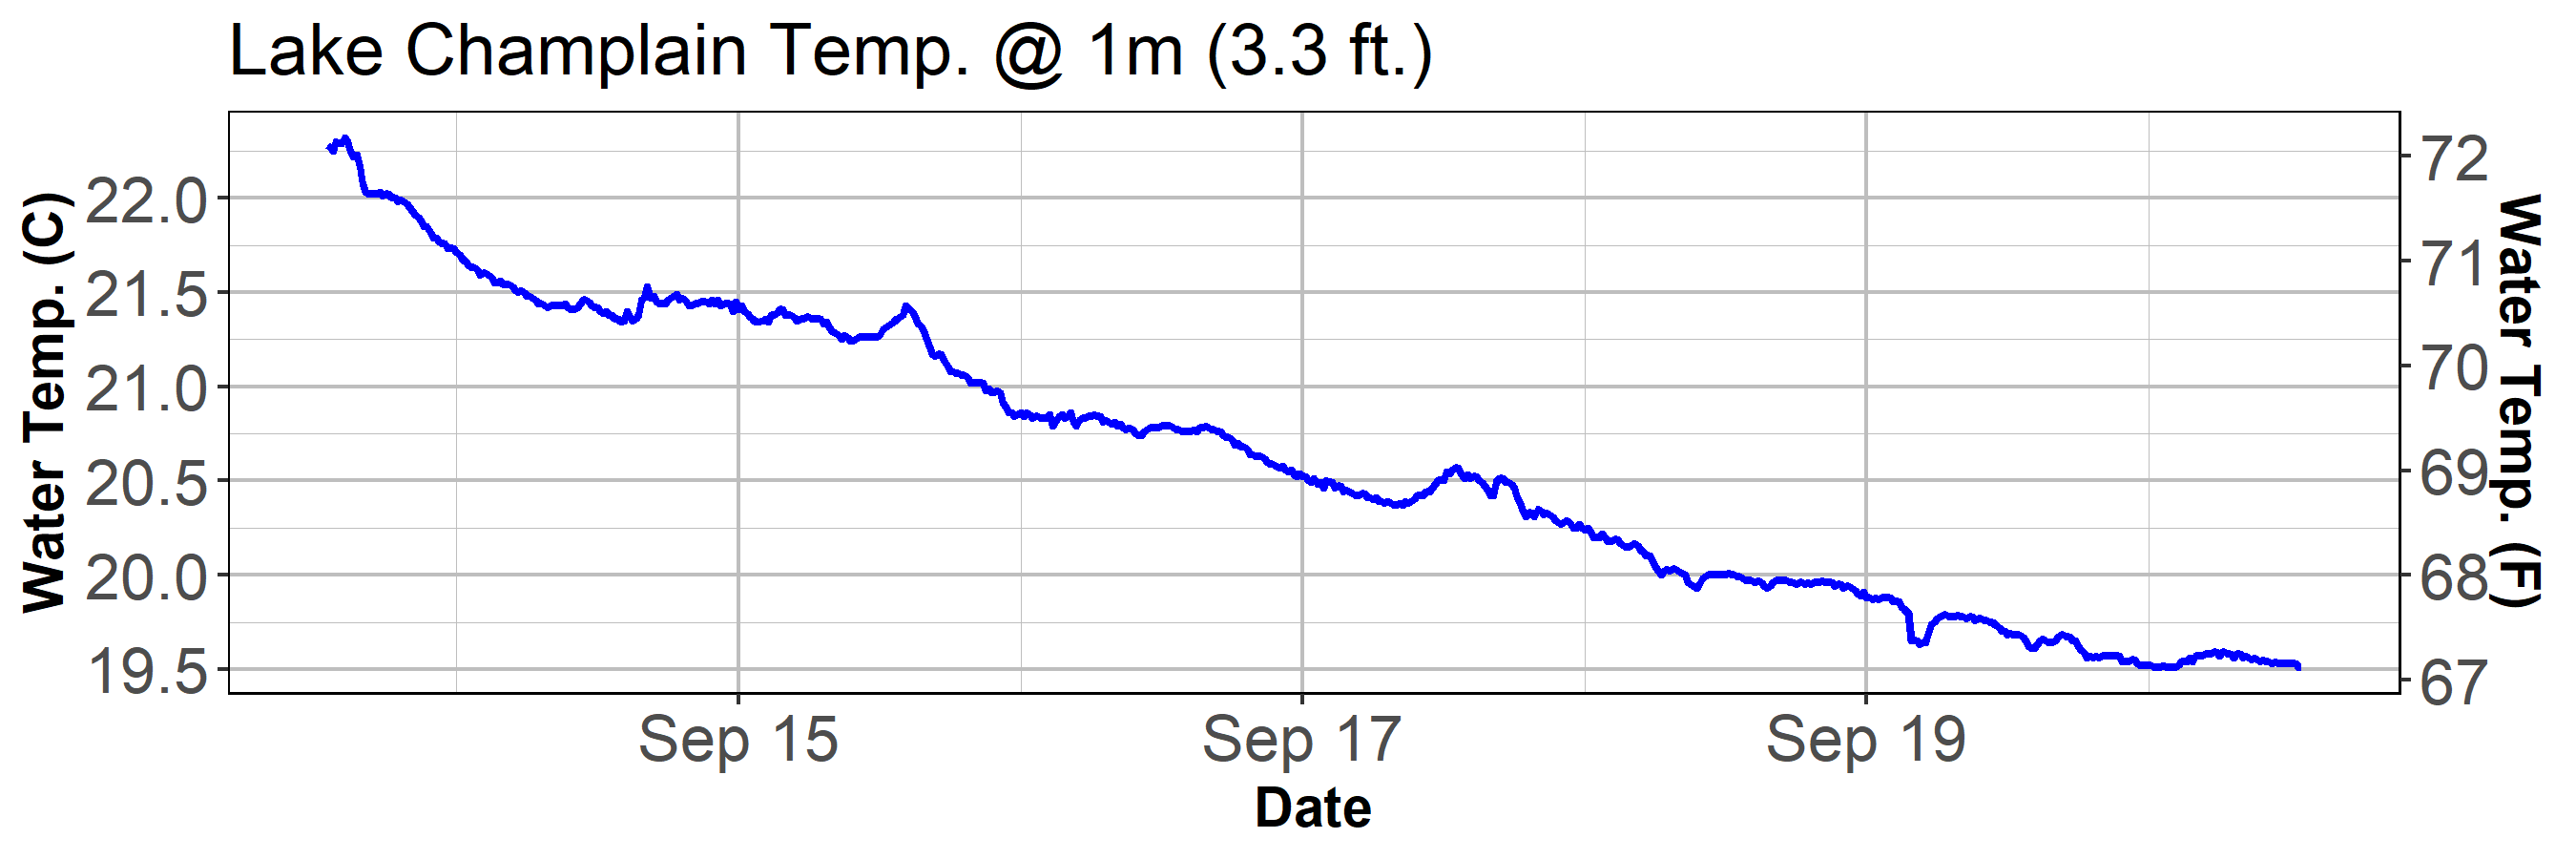 Lake Champlain Temp. @ 1m (3.3 ft.)
Water Temp. (C)
22.0
21.5
21.0
20.5
20.0
19.5
72
71
70
69
68
67
Water Temp. (F)
Sep 15
Sep 17
Sep 19
Date